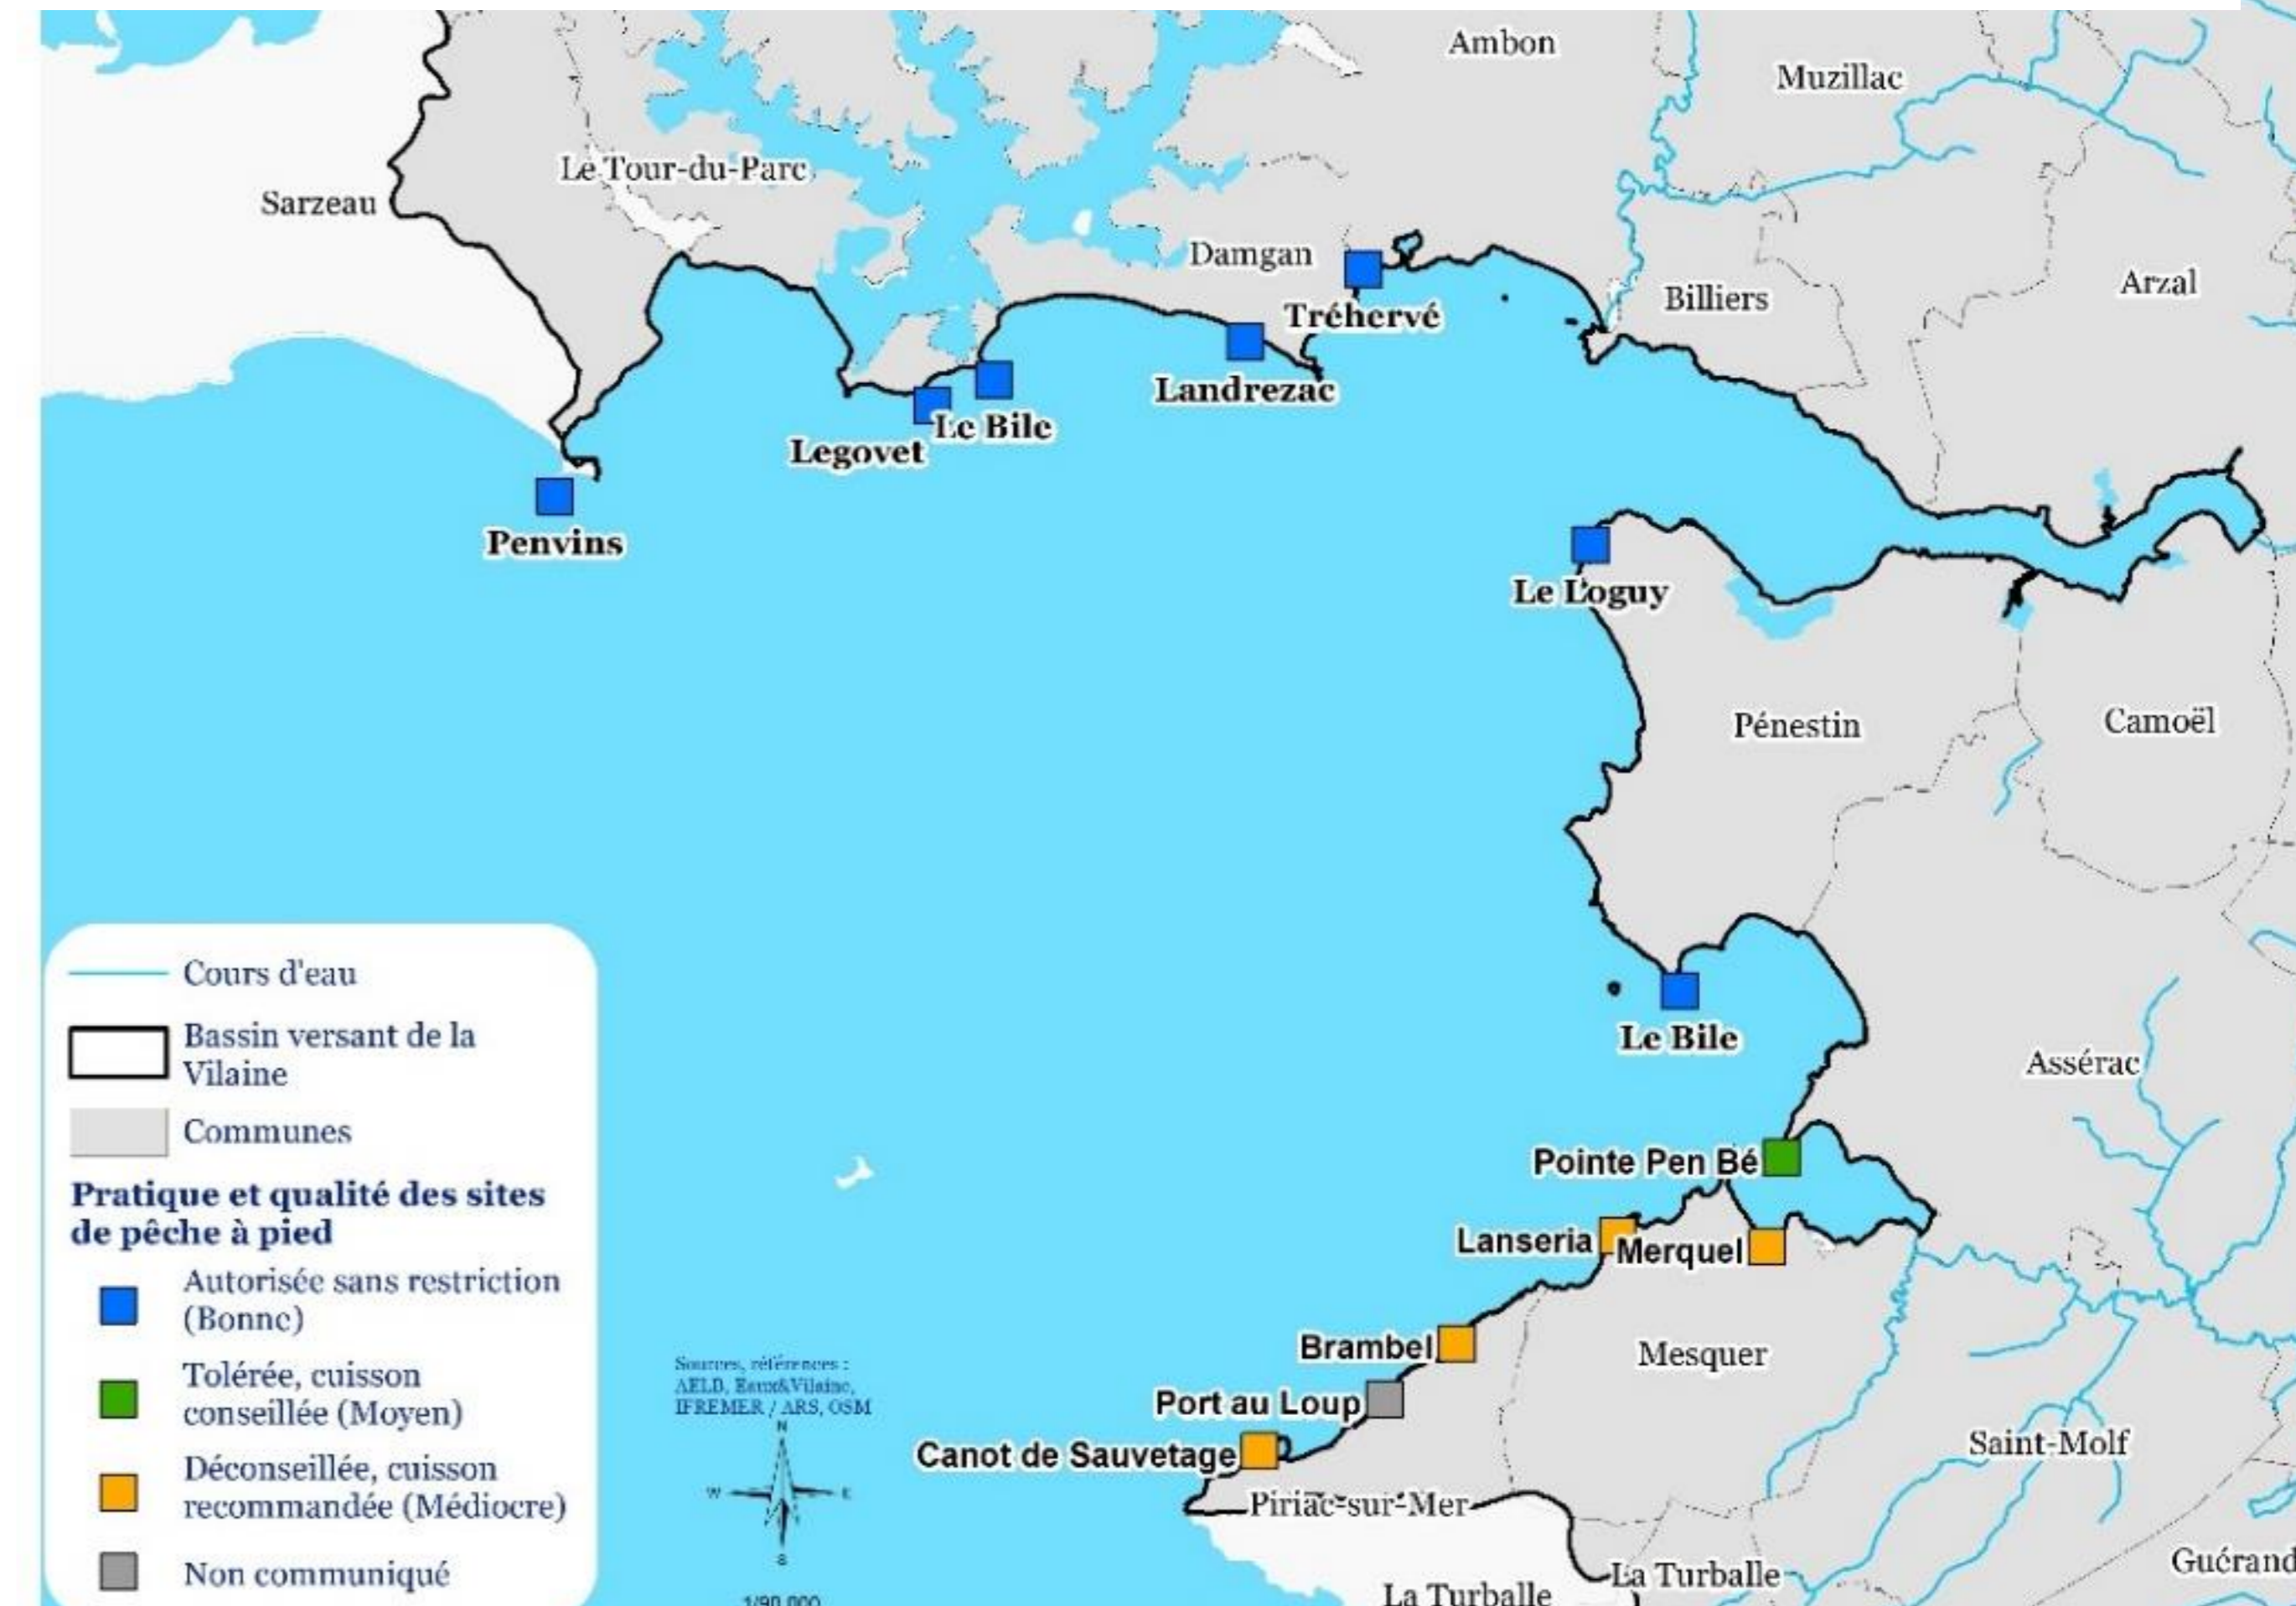 Ambon
Muzillac
Le Tour-du-Parc
Sarzeau
Damgan
Arzal
Billiers
Tréhervé
Landrezac
Le Bile
Legovet
Penvins
Le Loguy
Pénestin
Camoël
Le Bile
Assérac
Pointe Pen Bé
Lanseria
Merquel
Brambel
Mesquer
Port au Loup
Canot de Sauvetage
Saint-Molf
Piriac-sur-Mer
Guérand
La Turballe
La Turballe
Cours d'eau
Bassin versant de la
Vilaine
Communes
Pratique et qualité des sites
de pêche à pied
Autorisée sans restriction
(Bonne)
Tolérée, cuisson
conseillée (Moyen)
Déconseillée, cuisson
recommandée (Médiocre)
Non communiqué
Sources, références :
AELB, Eaux&Vilaine,
IFREMER / ARS, OSM
N
W E
S
1/90 000